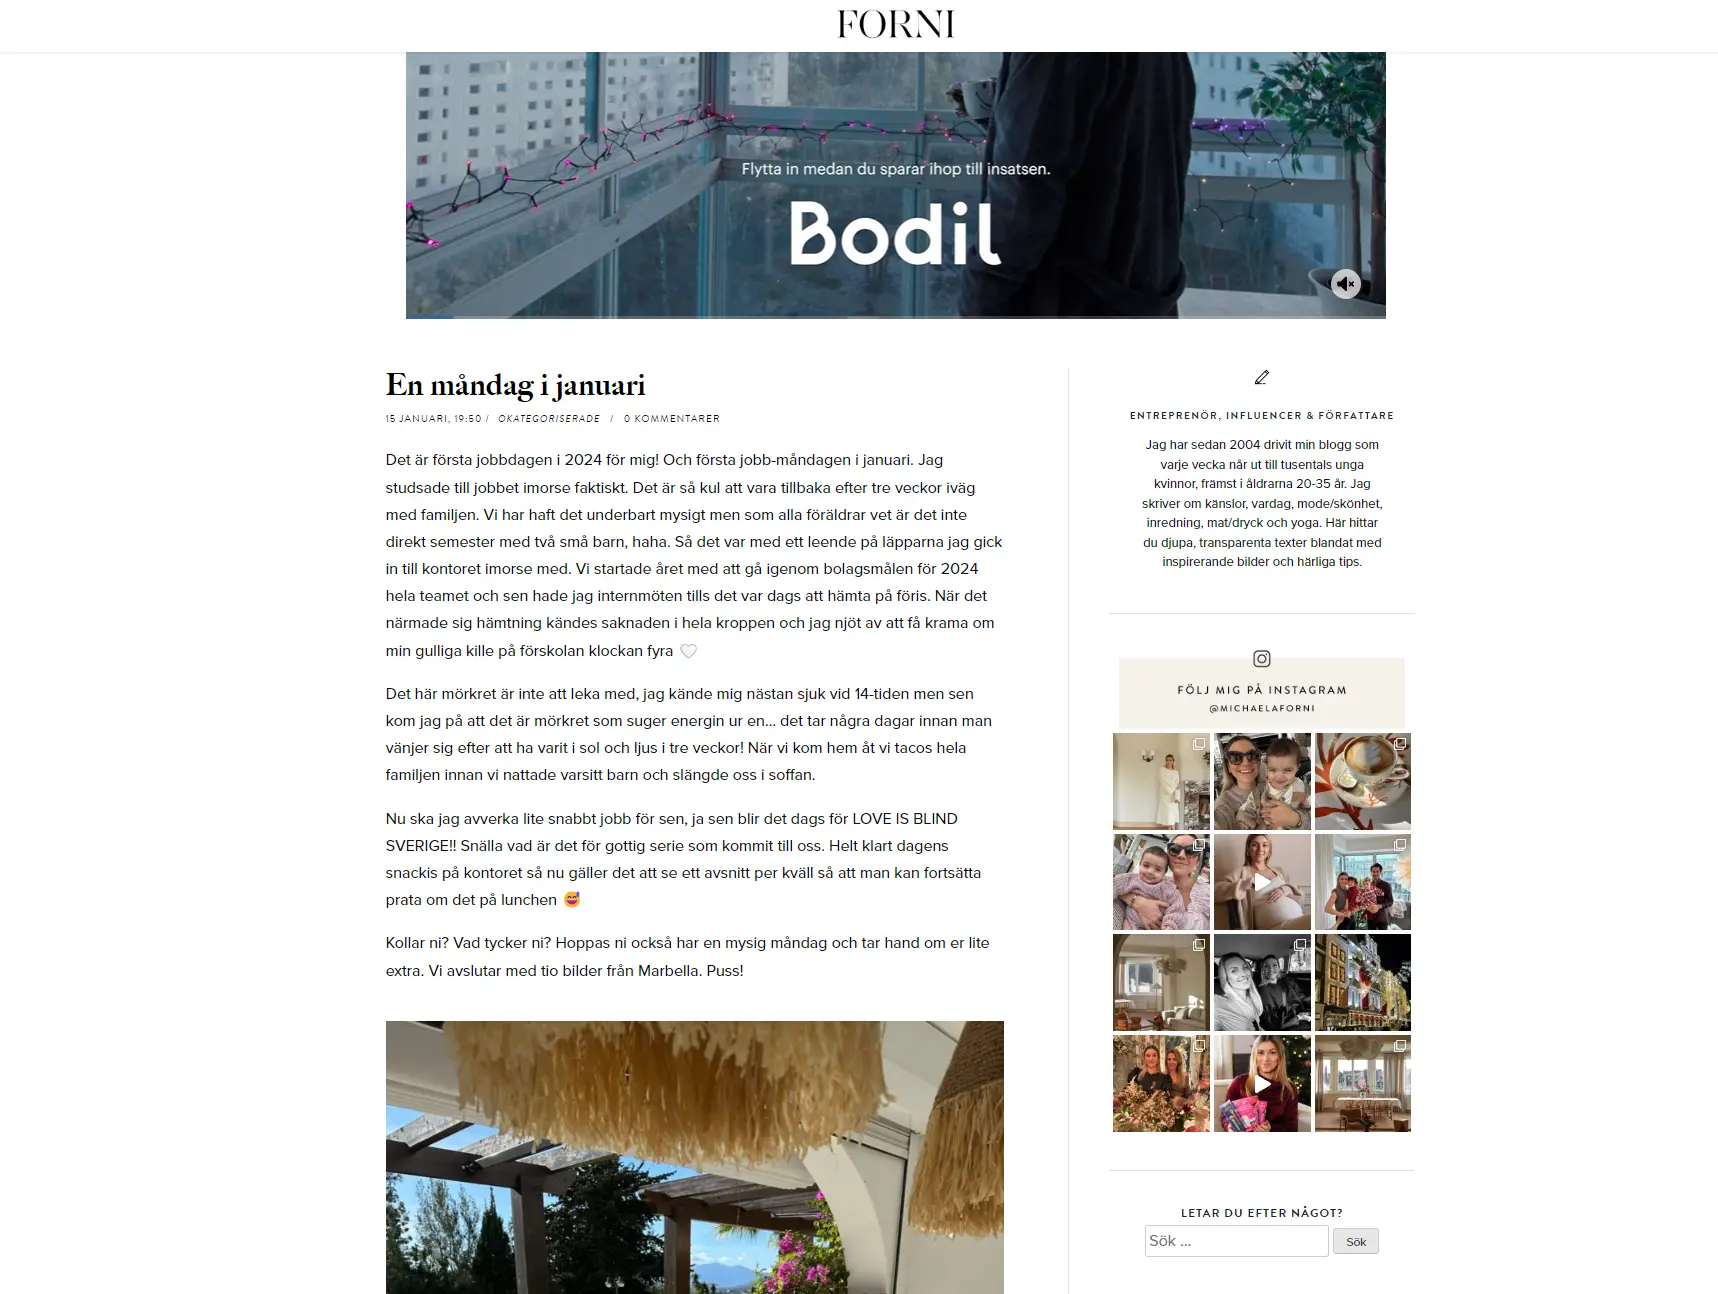 FORNI
Flytta in medan du sparar ihop till insatsen.
Bodil
En måndag i januari
15 JANUARI, 19:50 / OKATEGORISERADE / 0 KOMMENTARER
Det är första jobbdagen i 2024 för mig! Och första jobb-måndagen i januari. Jag
studsade till jobbet imorse faktiskt. Det är så kul att vara tillbaka efter tre veckor iväg
med familjen. Vi har haft det underbart mysigt men som alla föräldrar vet är det inte
direkt semester med två små barn, haha. Så det var med ett leende på läpparna jag gick
in till kontoret imorse med. Vi startade året med att gå igenom bolagsmålen för 2024
hela teamet och sen hade jag internmöten tills det var dags att hämta på föris. När det
närmade sig hämtning kändes saknaden i hela kroppen och jag njöt av att få krama om
min gulliga kille på förskolan klockan fyra 🤍
Det här mörkret är inte att leka med, jag kände mig nästan sjuk vid 14-tiden men sen
kom jag på att det är mörkret som suger energin ur en… det tar några dagar innan man
vänjer sig efter att ha varit i sol och ljus i tre veckor! När vi kom hem åt vi tacos hela
familjen innan vi nattade varsitt barn och slängde oss i soffan.
Nu ska jag avverka lite snabbt jobb för sen, ja sen blir det dags för LOVE IS BLIND
SVERIGE!! Snälla vad är det för gottig serie som kommit till oss. Helt klart dagens
snackis på kontoret så nu gäller det att se ett avsnitt per kväll så att man kan fortsätta
prata om det på lunchen 😅
Kollar ni? Vad tycker ni? Hoppas ni också har en mysig måndag och tar hand om er lite
extra. Vi avslutar med tio bilder från Marbella. Puss!
ENTREPRENÖR, INFLUENCER & FÖRFATTARE
Jag har sedan 2004 drivit min blogg som
varje vecka når ut till tusentals unga
kvinnor, främst i åldrarna 20-35 år. Jag
skriver om känslor, vardag, mode/skönhet,
inredning, mat/dryck och yoga. Här hittar
du djupa, transparenta texter blandat med
inspirerande bilder och härliga tips.
FÖLJ MIG PÅ INSTAGRAM
@MICHAELAFORNI
LETAR DU EFTER NÅGOT?
Sök …
Sök